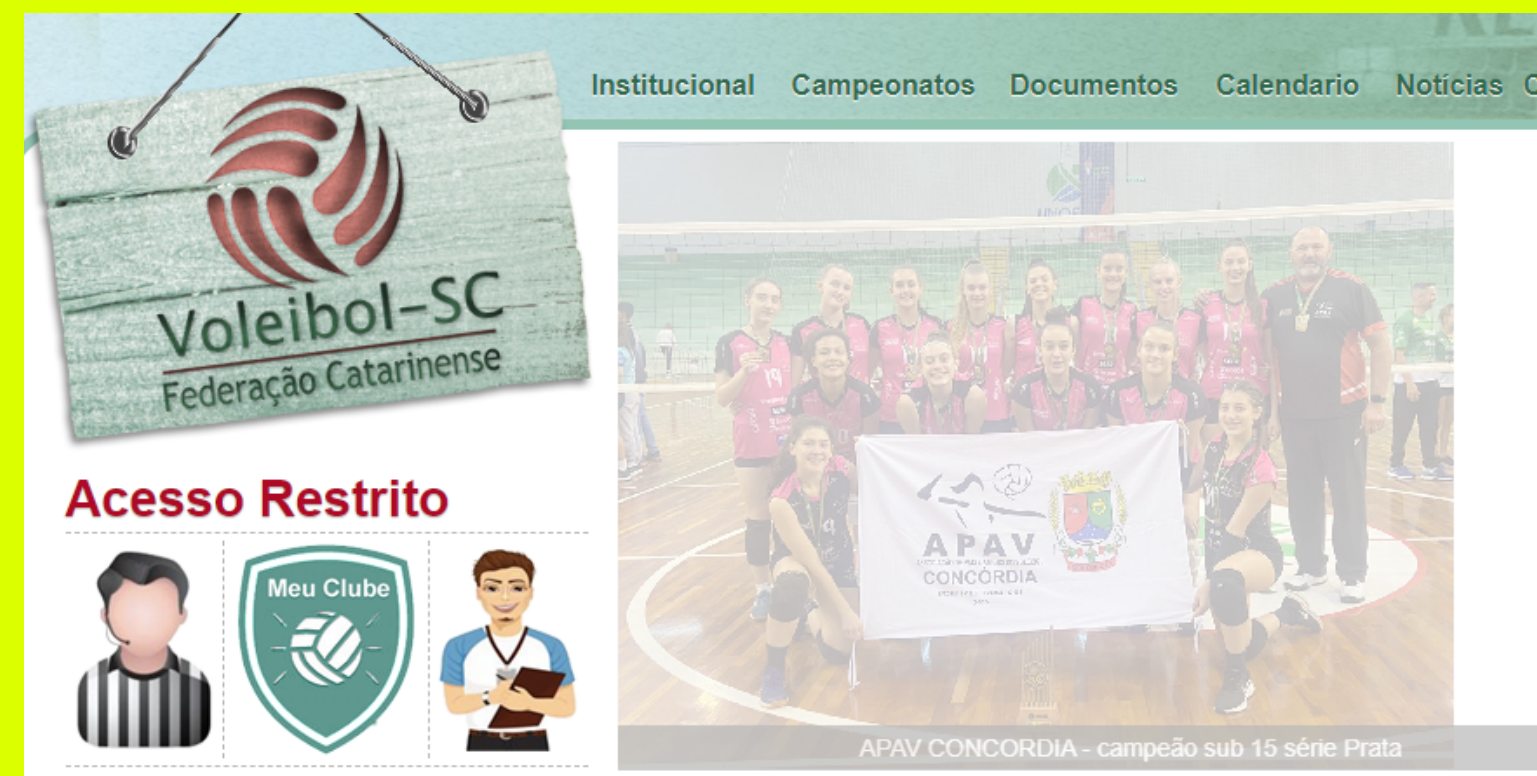 Institucional Campeonatos Documentos Calendario Notícias
Voleibol-SC
Federação Catarinense
Acesso Restrito
Meu Clube
19
APAV
CONCÓRDIA
APAV CONCORDIA - campeão sub 15 série Prata